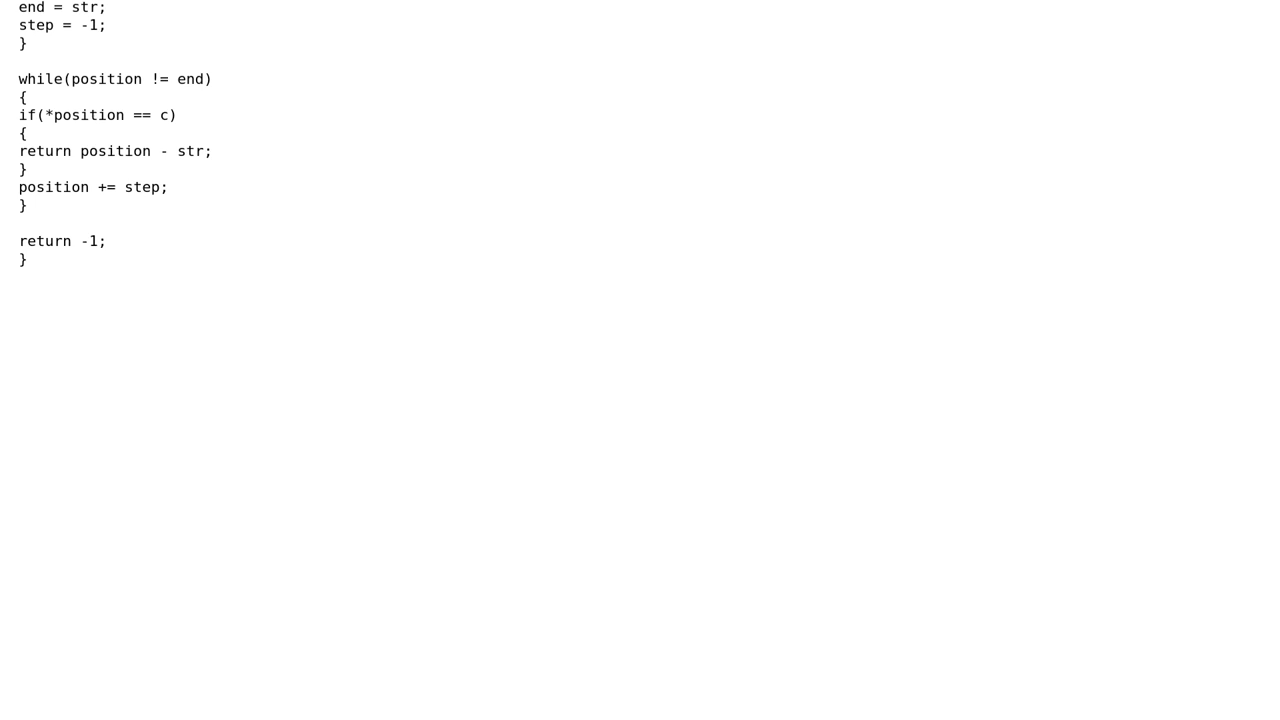 end = str;
step = -1;
}

while(position != end)
{
if(*position == c)
{
return position - str;
}
position += step;
}

return -1;
}